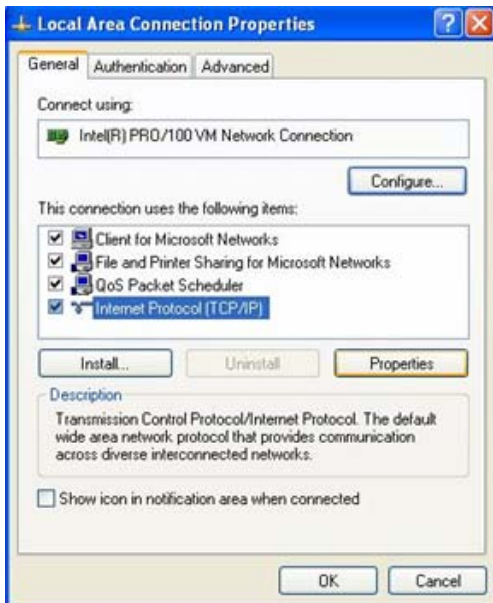 Local Area Connection Properties
General Authentication Advanced
Connect using:
Intel(R) PRO/100 VM Network Connection
Configure...
This connection uses the following items:
Client for Microsoft Networks
File and Printer Sharing for Microsoft Networks
QoS Packet Scheduler
Internet Protocol (TCP/IP)
Install... Uninstall Properties
Description
Transmission Control Protocol/Internet Protocol. The default
wide area network protocol that provides communication
across diverse interconnected networks.
Show icon in notification area when connected
OK Cancel